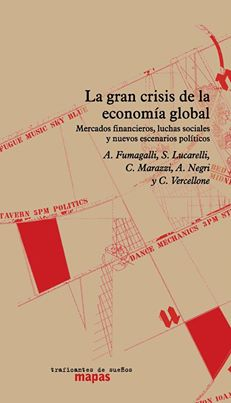 La gran crisis de la
economía global
Mercados financieros, luchas sociales
y nuevos escenarios políticos
A. Fumagalli, S. Lucarelli,
C. Marazzi, A. Negri
y C. Vercellone
FUGUE MUSIC SKY BLUE
TAVERN 5PM POLITICS
DANCE MECHANICS 5PM
traficantes de sueños
mapas